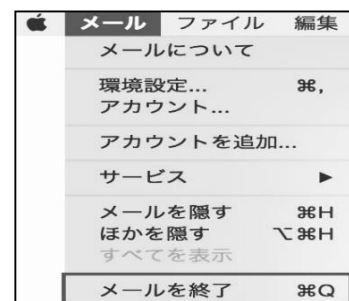 メール ファイル 編集
メールについて
環境設定... ⌘,
アカウント...
アカウントを追加...
サービス ▶
メールを隠す ⌘H
ほかを隠す ⌥⌘H
すべてを表示
メールを終了 ⌘Q